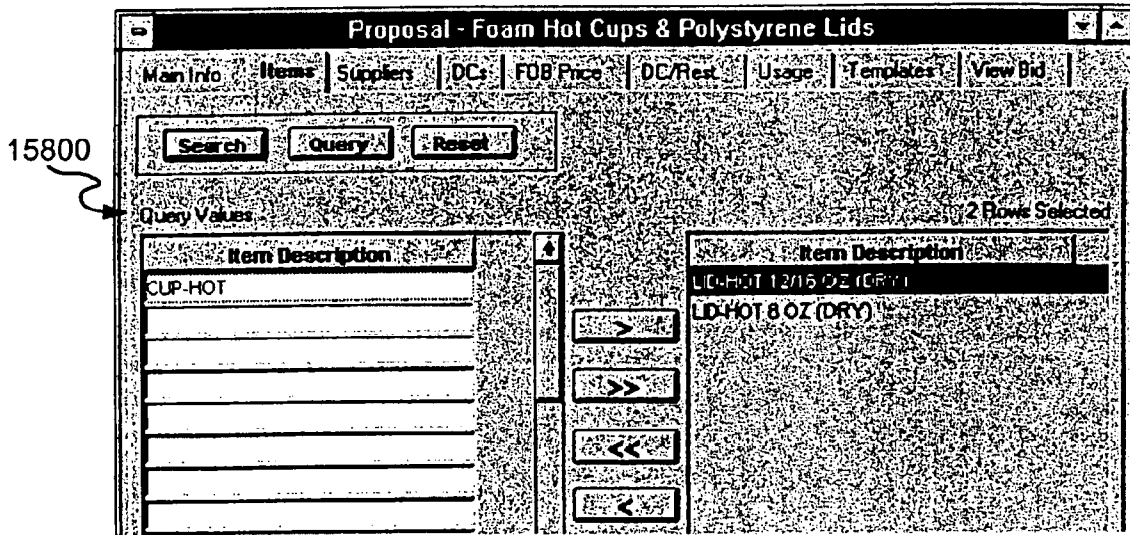 Proposal - Foam Hot Cups & Polystyrene Lids
Main Info Items Suppliers DCs FOB Price DC/Rest. Usage Templates View Bid
Search Query Reset
15800
Query Values 2 Rows Selected
Item Description Item Description
CUP-HOT LID-HOT 12/16 OZ (DRY)
LID-HOT 8 OZ (DRY)
>
>>
<<
<